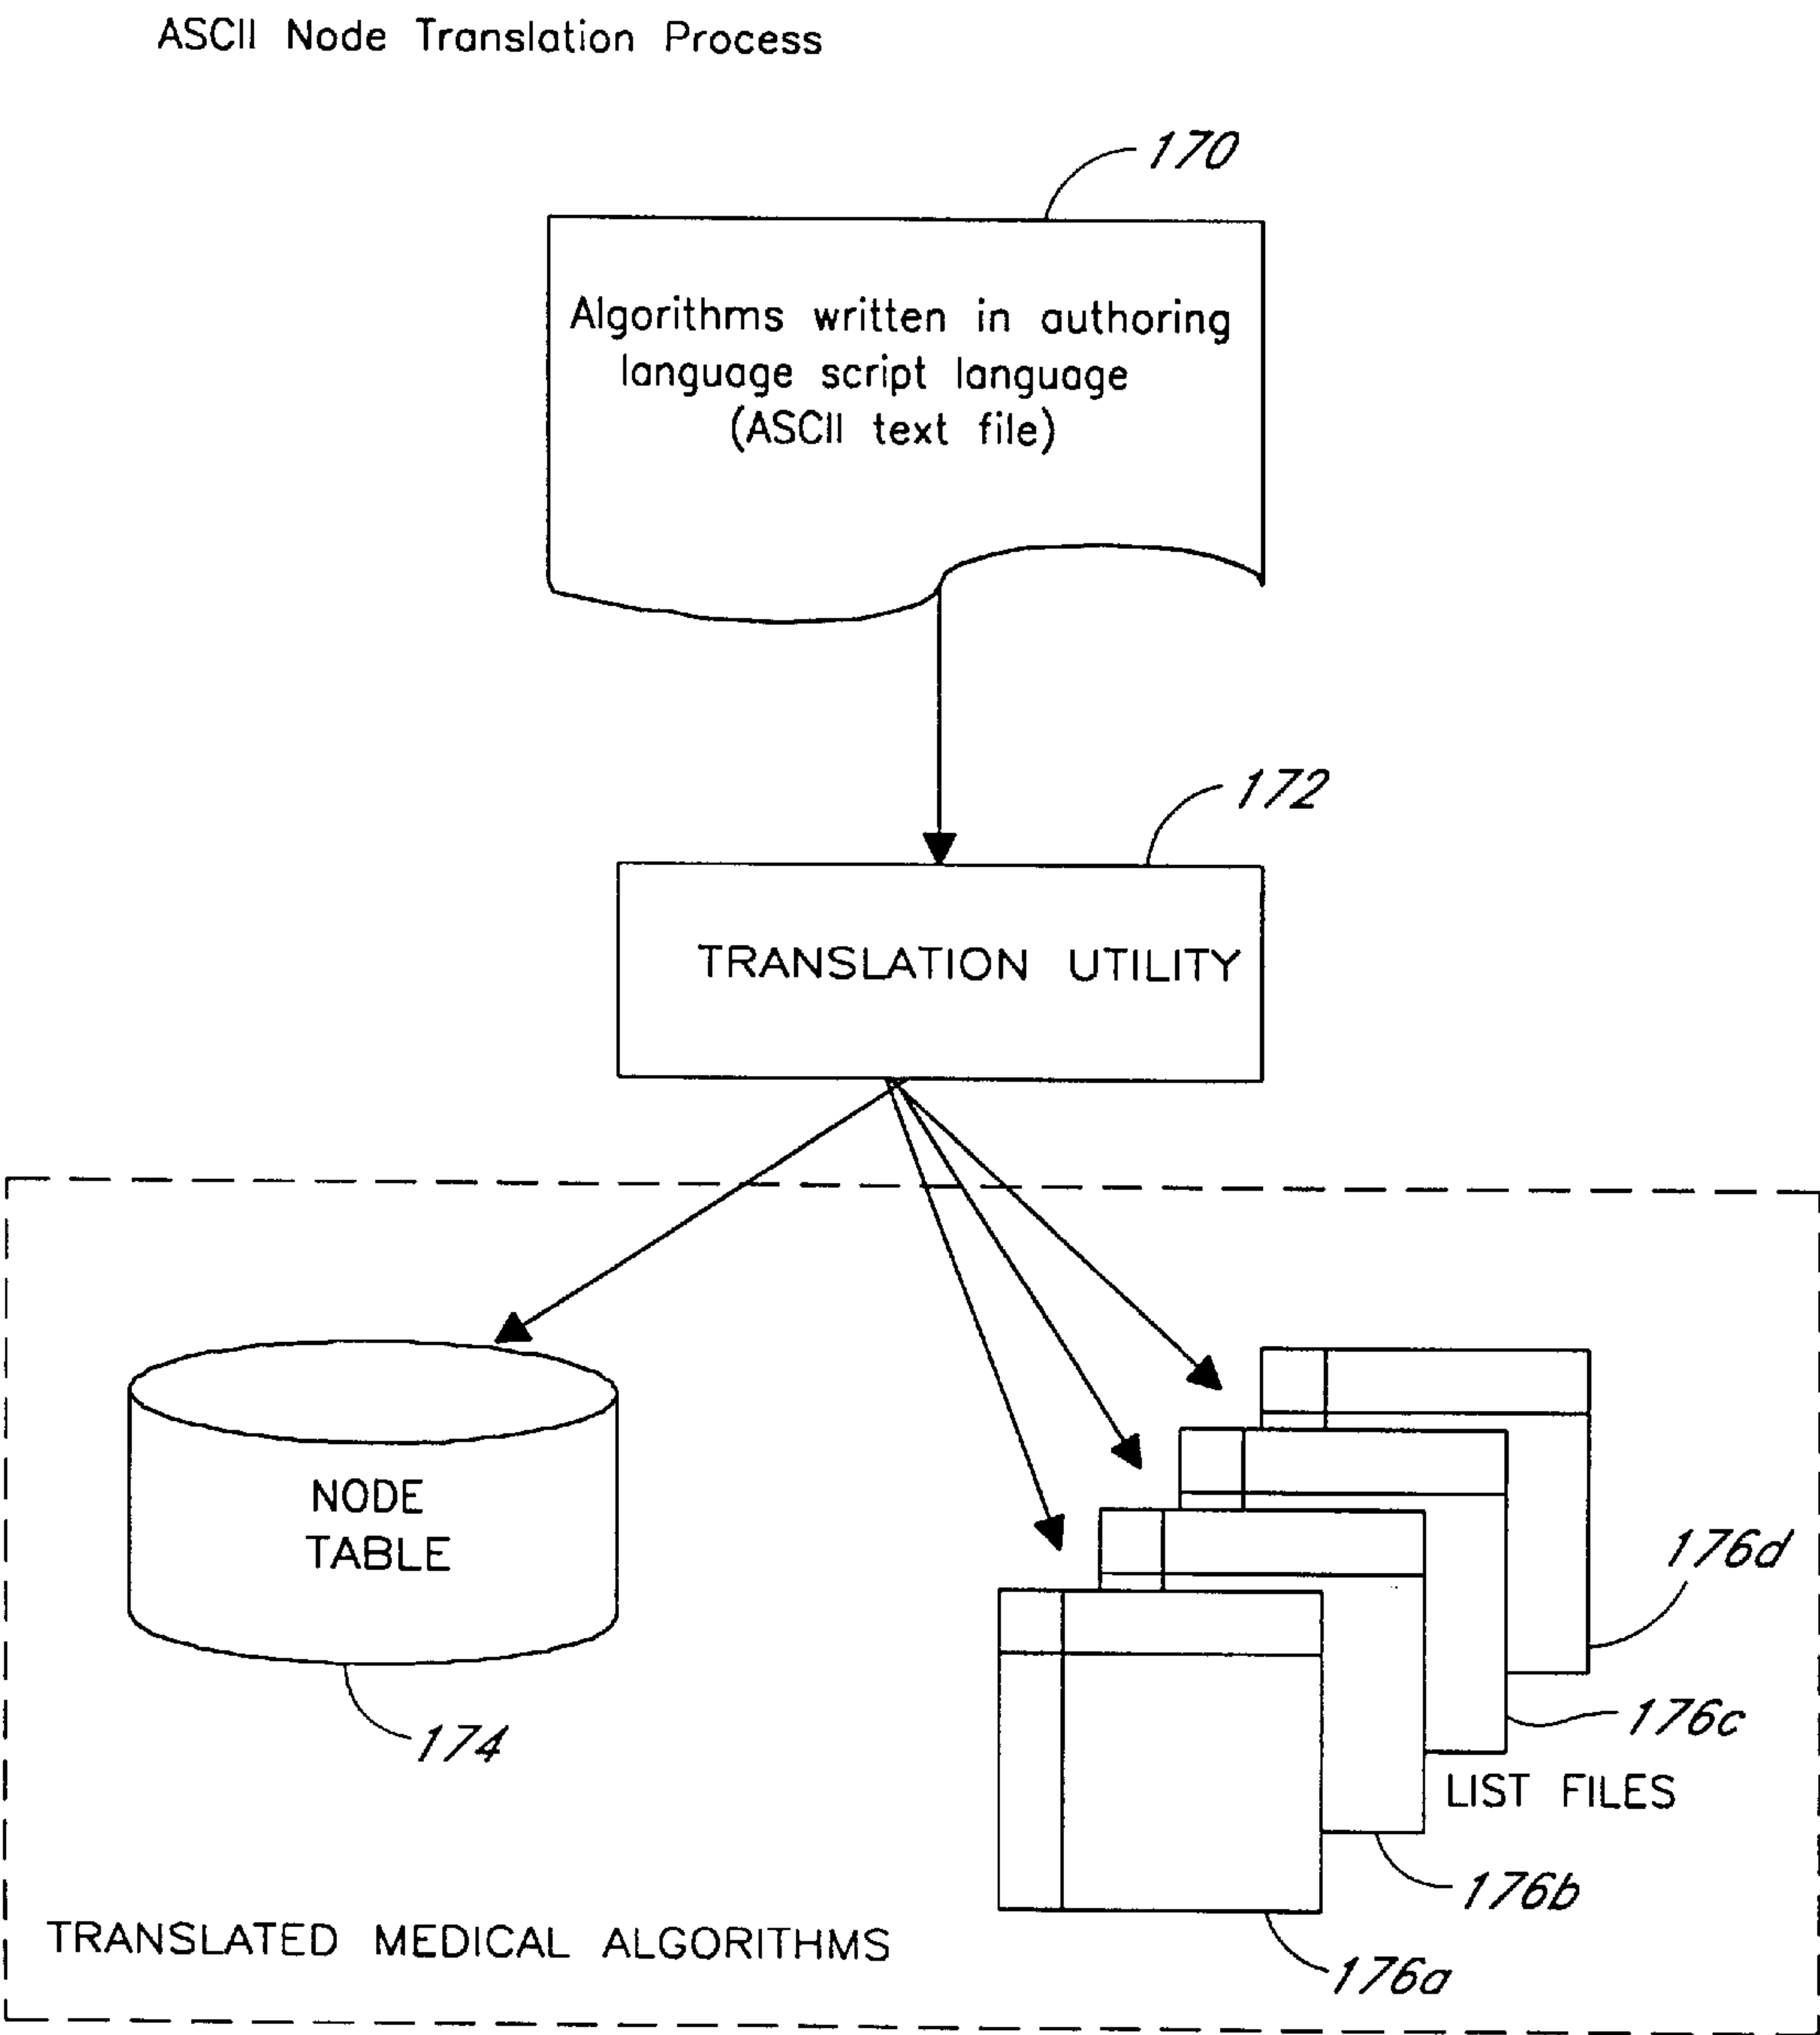 ASCII Node Translation Process
170
Algorithms written in authoring
language script language
(ASCII text file)
172
TRANSLATION UTILITY
NODE
TABLE
174
176d
176c
LIST FILES
176b
176a
TRANSLATED MEDICAL ALGORITHMS